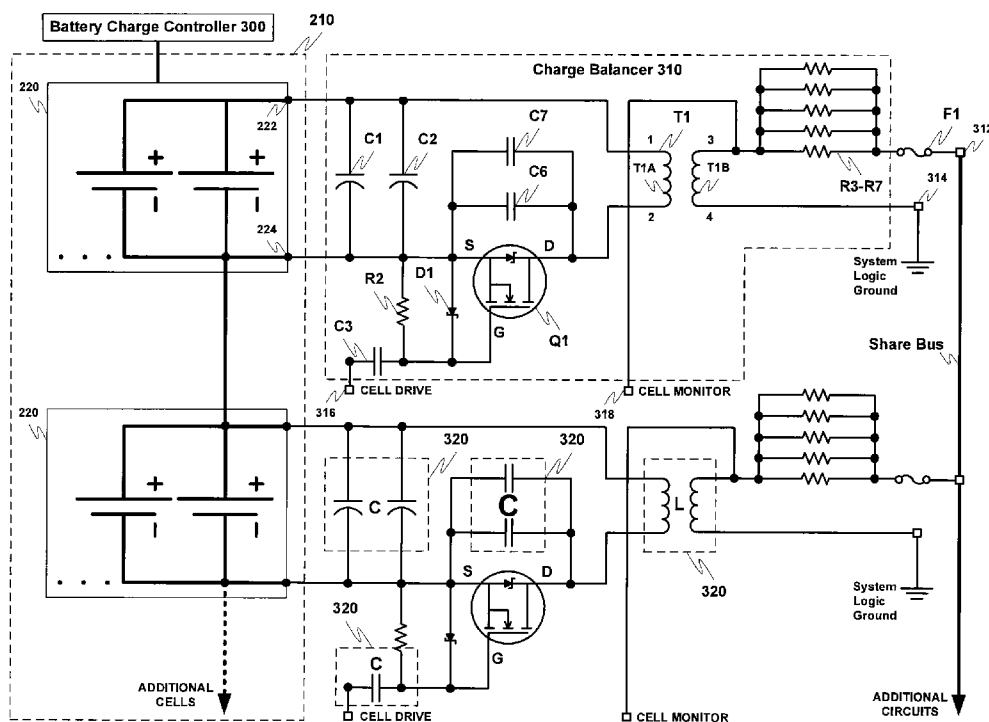 Battery Charge Controller 300
210
220
222
224
Charge Balancer 310
C1
C2
C7
C6
T1
1
3
T1A
T1B
2
4
R3-R7
F1
312
314
System
Logic
Ground
S
D
D1
R2
C3
Q1
G
Share Bus
CELL DRIVE
CELL MONITOR
316
318
220
320
320
C
C
L
320
S
D
G
320
C
System
Logic
Ground
ADDITIONAL
CELLS
CELL DRIVE
CELL MONITOR
ADDITIONAL
CIRCUITS